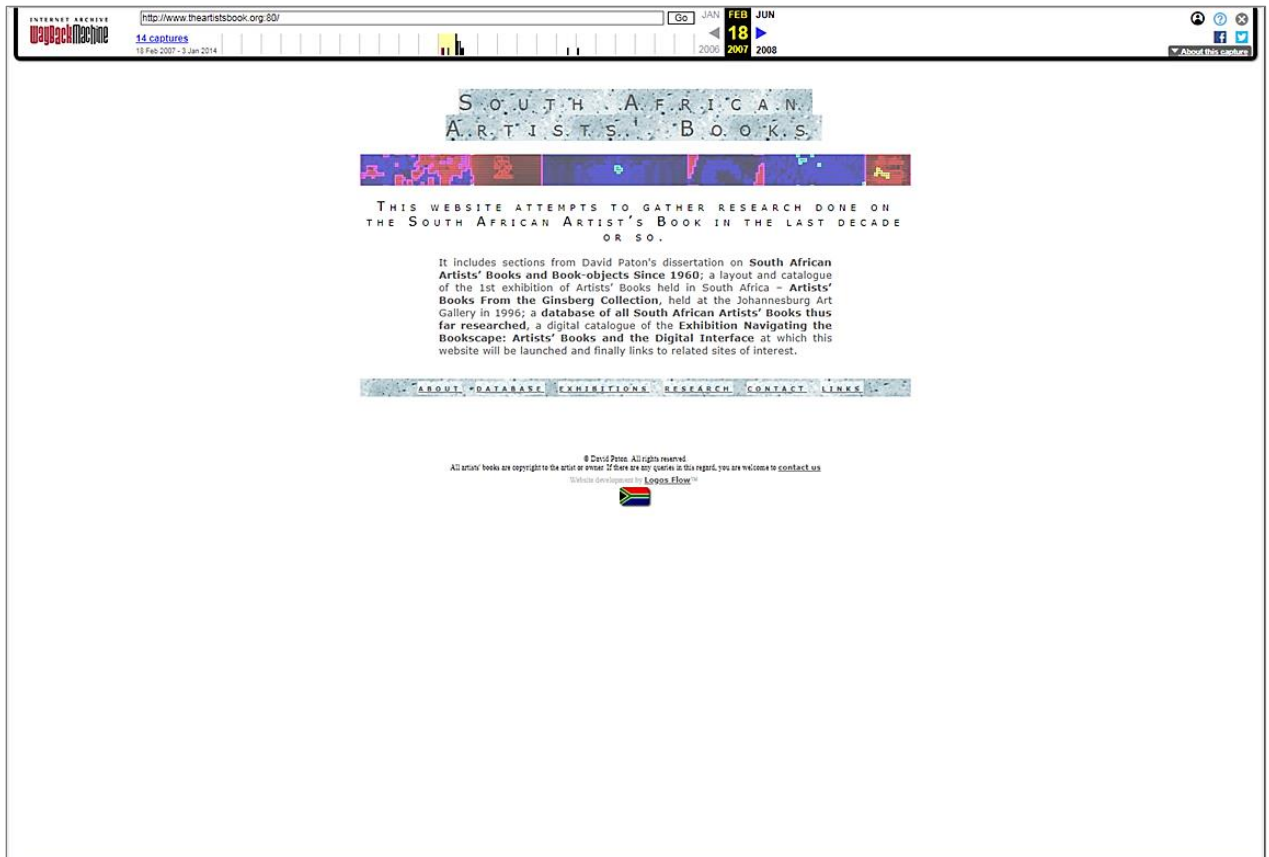 INTERNET ARCHIVE
WayBackMachine
http://www.theartistsbook.org:80/
Go
JAN FEB JUN
14 captures
18
18 Feb 2007 - 3 Jan 2014
2006 2007 2008
About this capture
SOUTH AFRICAN
ARTISTS' BOOKS
THIS WEBSITE ATTEMPTS TO GATHER RESEARCH DONE ON
THE SOUTH AFRICAN ARTIST'S BOOK IN THE LAST DECADE
OR SO.
It includes sections from David Paton's dissertation on South African
Artists' Books and Book-objects Since 1960; a layout and catalogue
of the 1st exhibition of Artists' Books held in South Africa – Artists'
Books From the Ginsberg Collection, held at the Johannesburg Art
Gallery in 1996; a database of all South African Artists' Books thus
far researched, a digital catalogue of the Exhibition Navigating the
Bookscape: Artists' Books and the Digital Interface at which this
website will be launched and finally links to related sites of interest.
ABOUT DATABASE EXHIBITIONS RESEARCH CONTACT LINKS
© David Paton. All rights reserved.
All artists' books are copyright to the artist or owner. If there are any queries in this regard, you are welcome to contact us
Website development by Logos Flow™